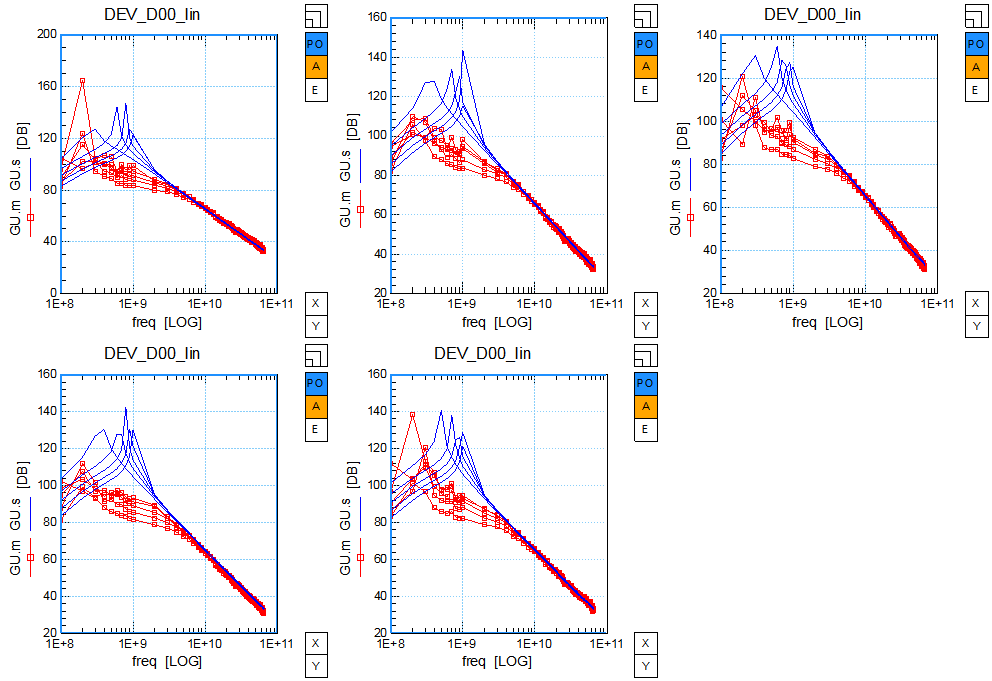 DEV_D00_lin
PO
A
E
200
160
120
80
40
0
GU.m GU.s [DB]
1E+8 1E+9 1E+10 1E+11
freq [LOG]
X
Y
PO
A
E
160
140
120
100
80
60
40
20
GU.m GU.s [DB]
1E+8 1E+9 1E+10 1E+11
freq [LOG]
X
Y
DEV_D00_lin
PO
A
E
140
120
100
80
60
40
20
GU.m GU.s [DB]
1E+8 1E+9 1E+10 1E+11
freq [LOG]
X
Y
DEV_D00_lin
PO
A
E
160
140
120
100
80
60
40
20
GU.m GU.s [DB]
1E+8 1E+9 1E+10 1E+11
freq [LOG]
X
Y
DEV_D00_lin
PO
A
E
160
140
120
100
80
60
40
20
GU.m GU.s [DB]
1E+8 1E+9 1E+10 1E+11
freq [LOG]
X
Y